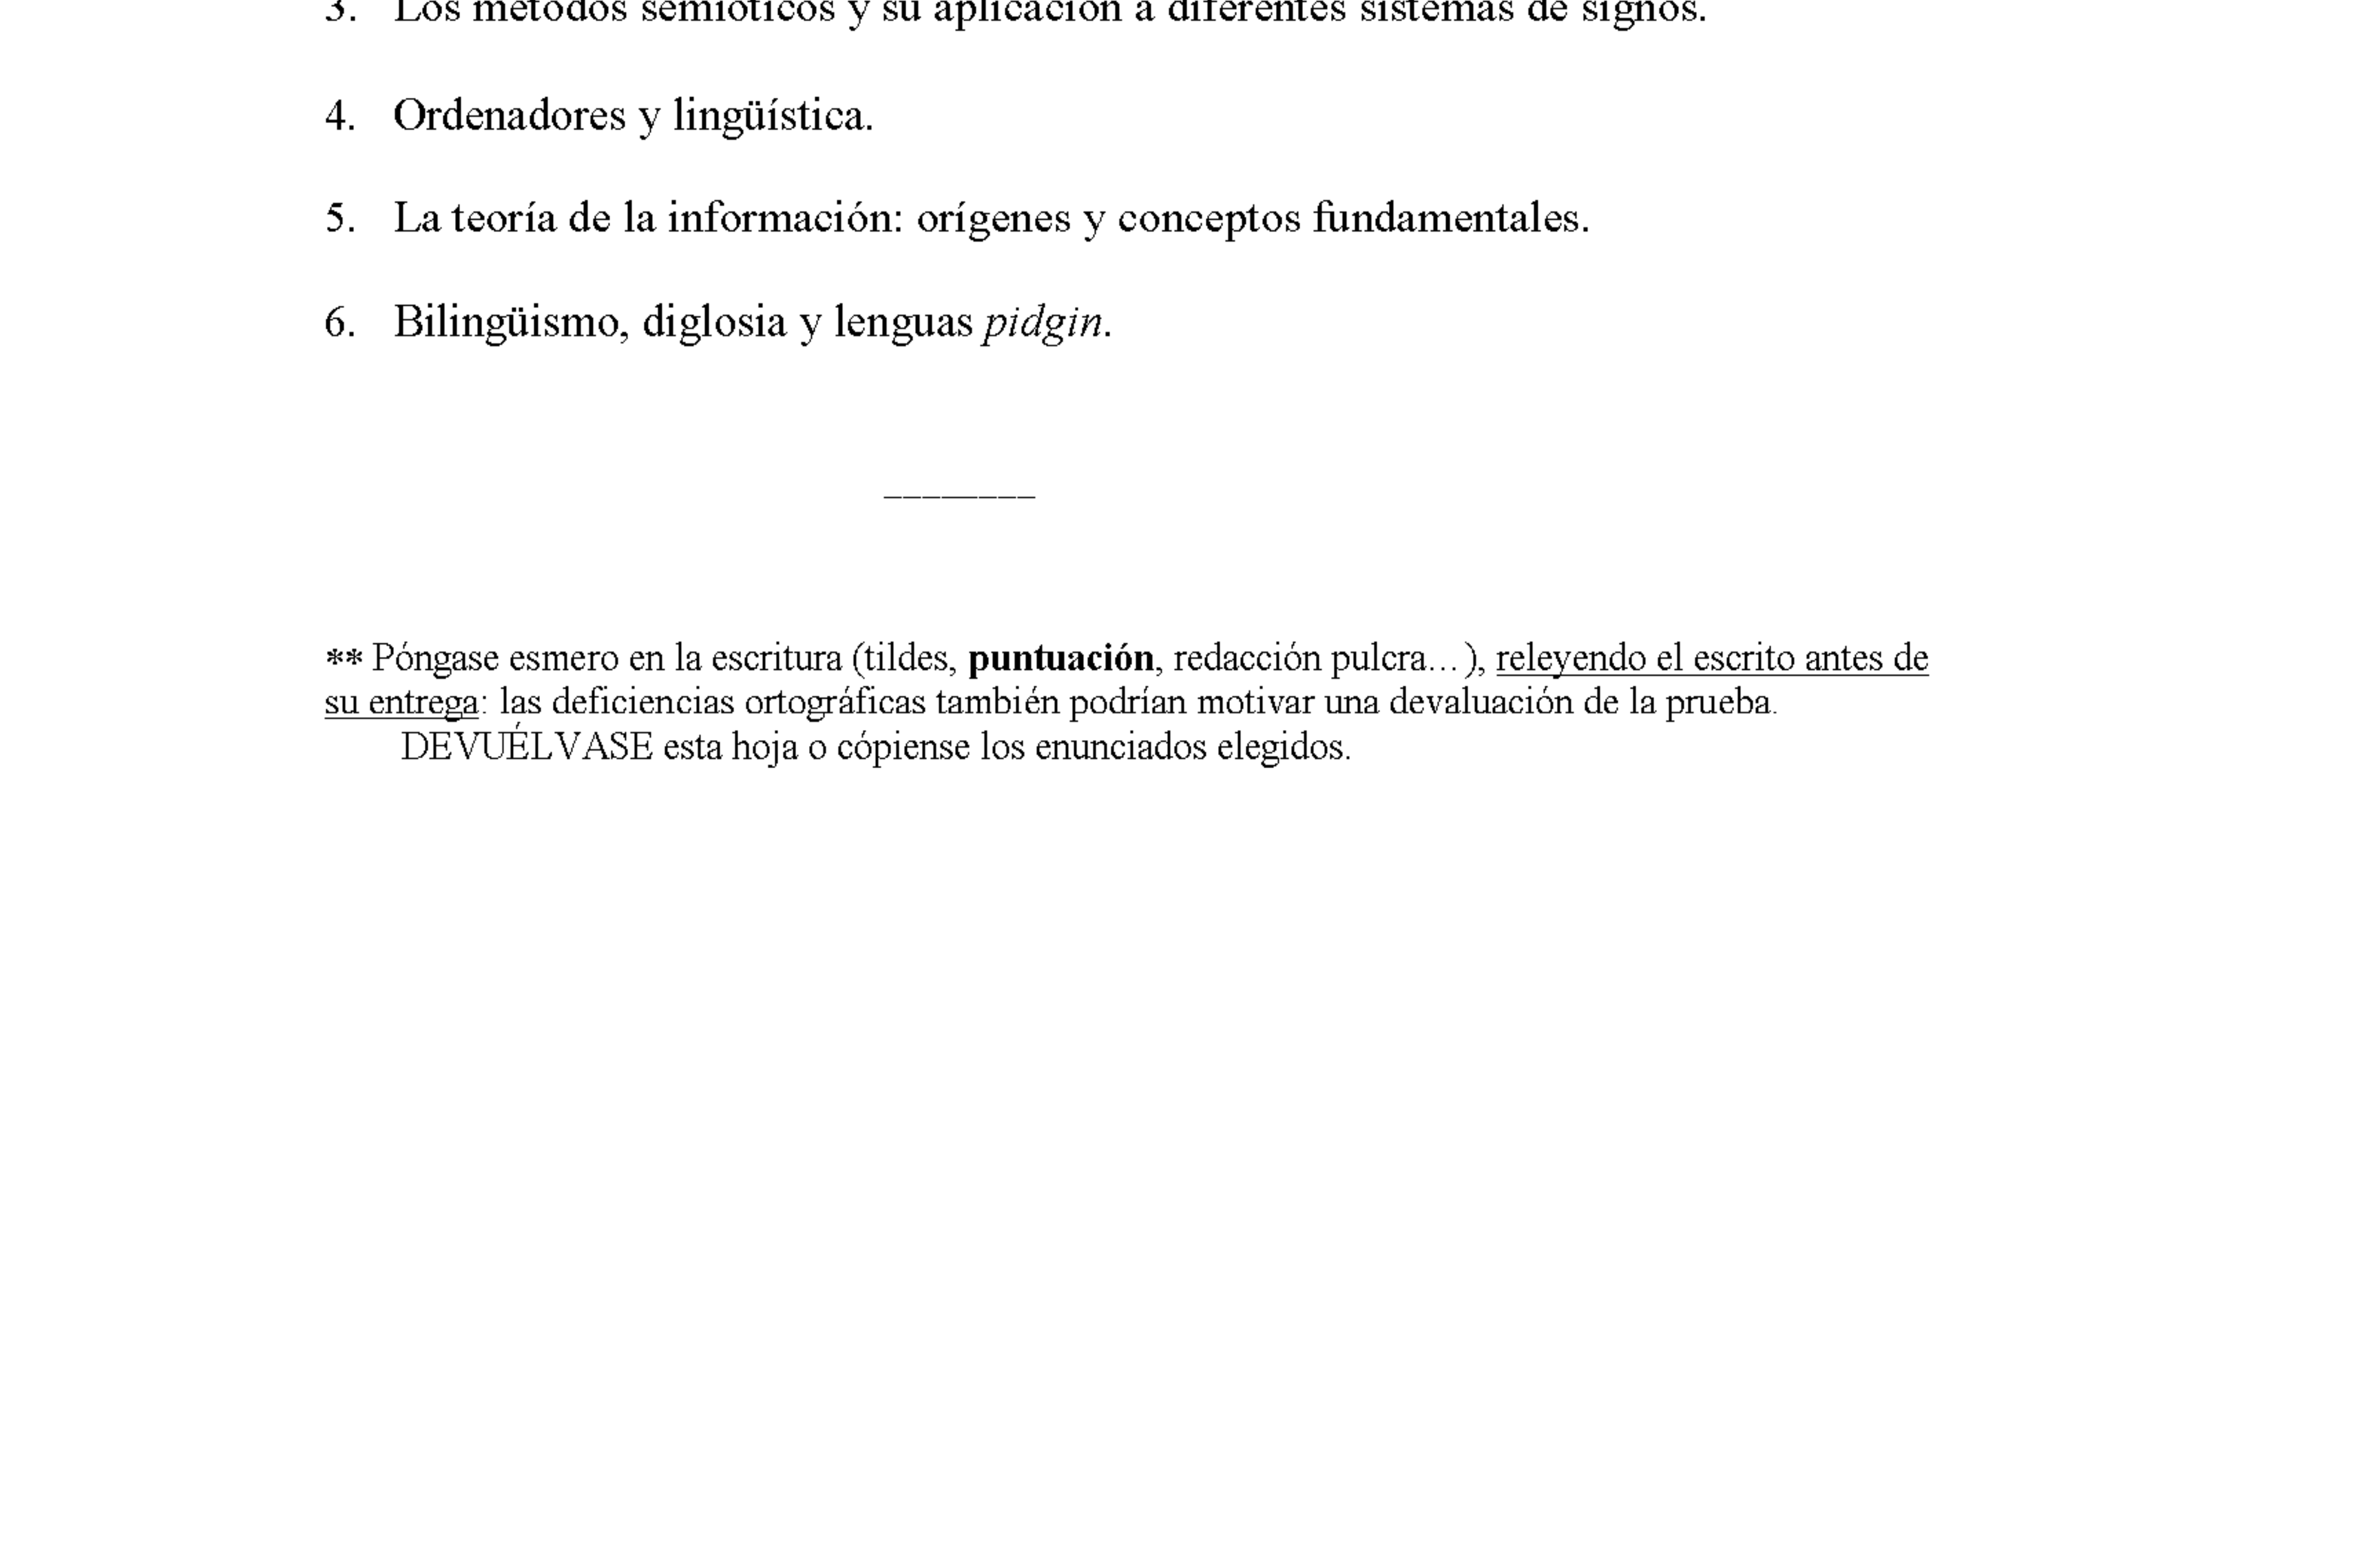 3. Los métodos semióticos y su aplicación a diferentes sistemas de signos.
4. Ordenadores y lingüística.
5. La teoría de la información: orígenes y conceptos fundamentales.
6. Bilingüismo, diglosia y lenguas pidgin.
________
** Póngase esmero en la escritura (tildes, puntuación, redacción pulcra…), releyendo el escrito antes de
su entrega: las deficiencias ortográficas también podrían motivar una devaluación de la prueba.
DEVUÉLVASE esta hoja o cópiense los enunciados elegidos.